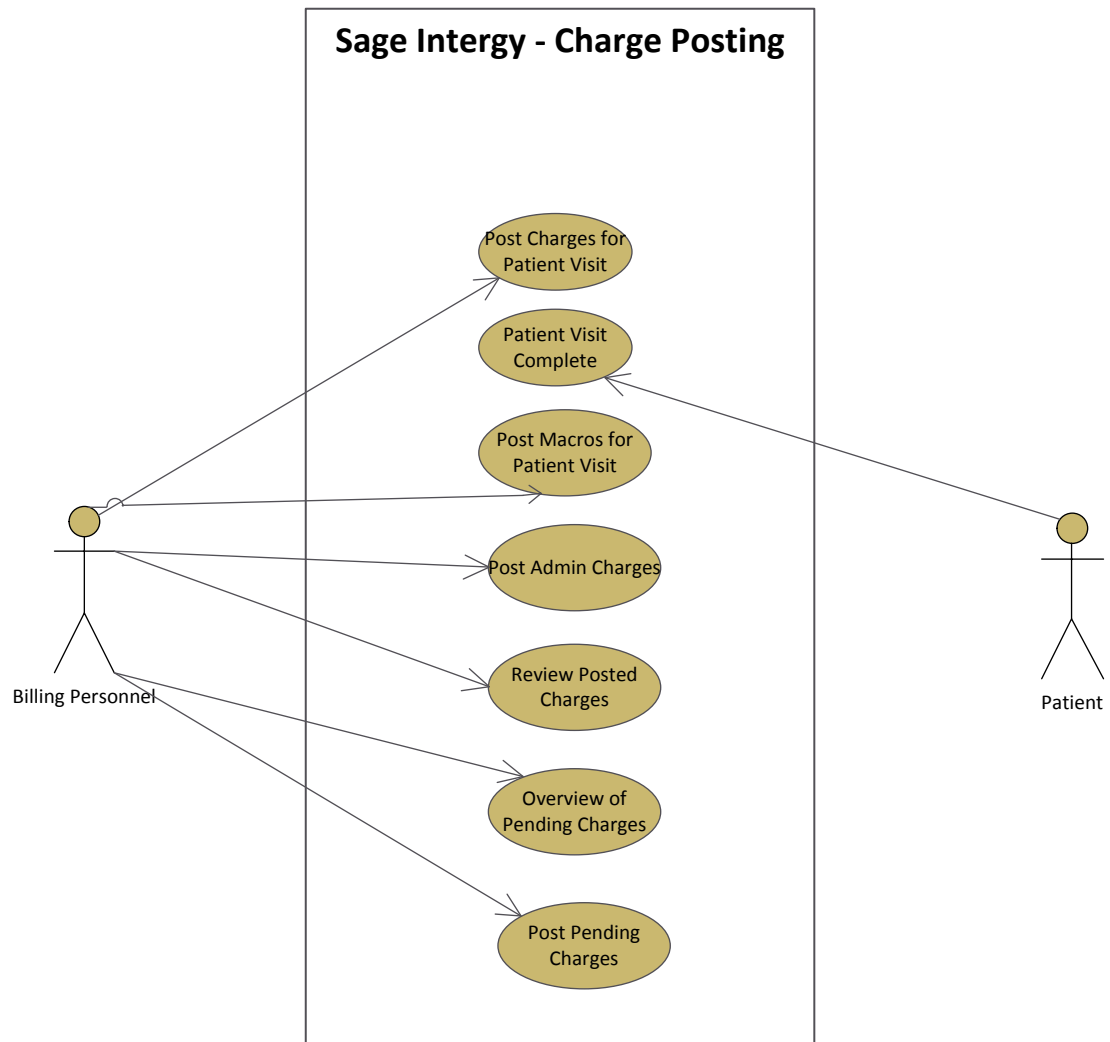 Sage Intergy - Charge Posting
Post Charges for
Patient Visit
Patient Visit
Complete
Post Macros for
Patient Visit
Post Admin Charges
Review Posted
Charges
Billing Personnel
Patient
Overview of
Pending Charges
Post Pending
Charges